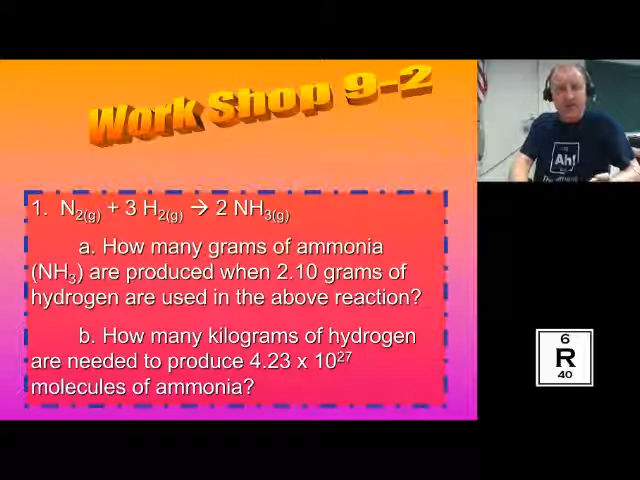 Work Shop 9-2
1. N₂(g) + 3 H₂(g) → 2 NH₃(g)
a. How many grams of ammonia
(NH₃) are produced when 2.10 grams of
hydrogen are used in the above reaction?
b. How many kilograms of hydrogen
are needed to produce 4.23 x 10²⁷
molecules of ammonia?
Ah!
6
R
40